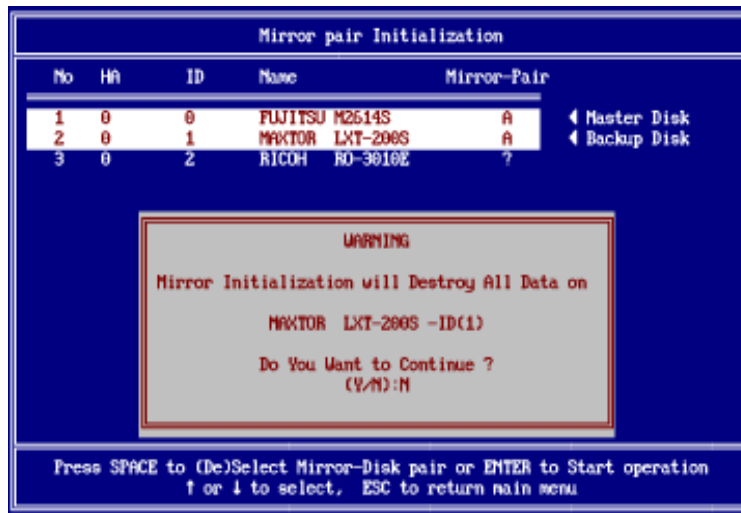 Mirror pair Initialization
No HA ID Name Mirror-Pair
1 0 0 FUJITSU M2614S A ◄ Master Disk
2 0 1 MAXTOR LXT-200S A ◄ Backup Disk
3 0 2 RICOH RO-3010E ?
WARNING
Mirror Initialization will Destroy All Data on
MAXTOR LXT-200S -ID(1)
Do You Want to Continue ?
(Y/N):N
Press SPACE to (De)Select Mirror-Disk pair or ENTER to Start operation
↑ or ↓ to select, ESC to return main menu